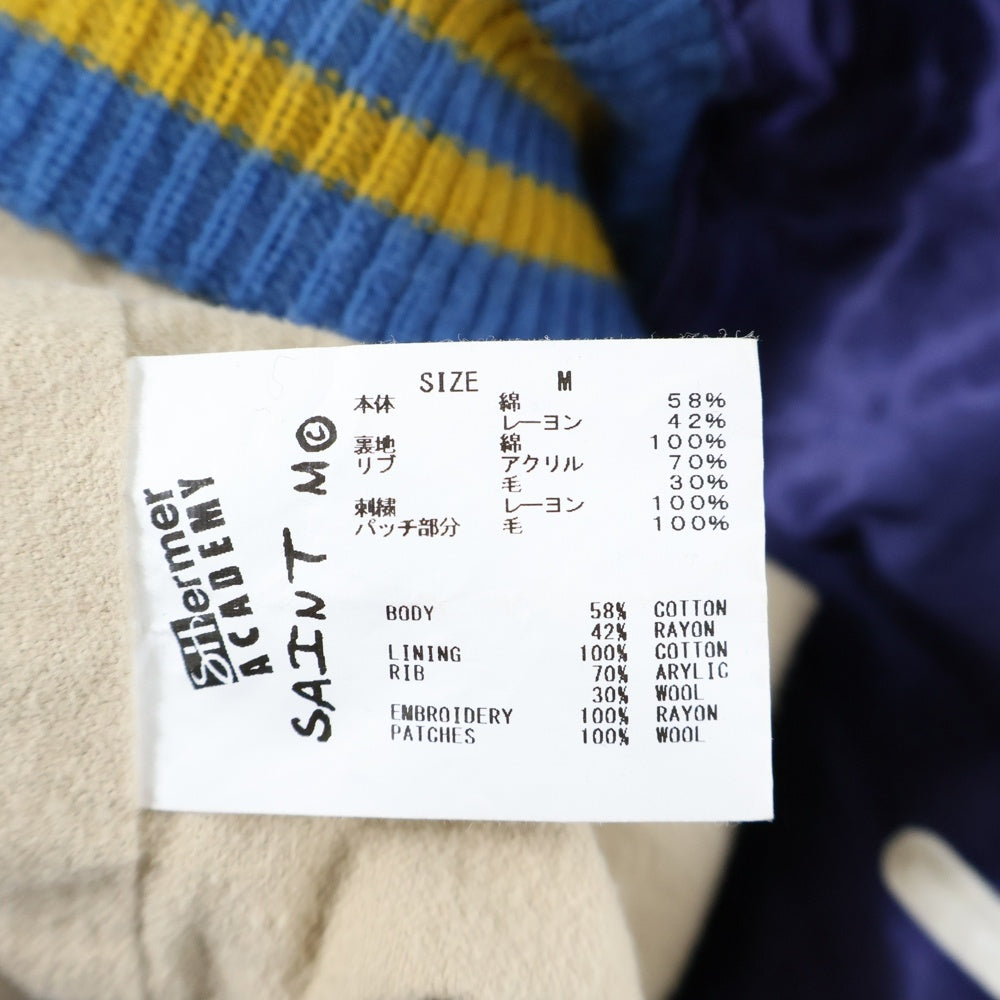 SIZE M
本体 綿 58%
レーヨン 42%
裏地 綿 100%
リブ アクリル 70%
毛 30%
刺繍 レーヨン 100%
パッチ部分 毛 100%
BODY 58% COTTON
42% RAYON
LINING 100% COTTON
RIB 70% ARYLIC
30% WOOL
EMBROIDERY 100% RAYON
PATCHES 100% WOOL
Shermer
ACADEMY
SAINT M